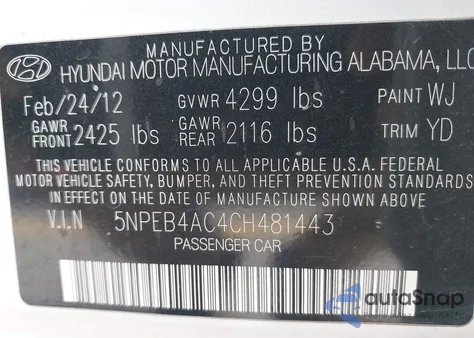 MANUFACTURED BY
HYUNDAI MOTOR MANUFACTURING ALABAMA, LLC
Feb/24/12 GVWR 4299 lbs PAINT WJ
GAWR FRONT 2425 lbs GAWR REAR 2116 lbs TRIM YD
THIS VEHICLE CONFORMS TO ALL APPLICABLE U.S. FEDERAL
MOTOR VEHICLE SAFETY, BUMPER, AND THEFT PREVENTION
STANDARDS IN EFFECT ON THE DATE OF MANUFACTURE SHOWN ABOVE
V.I.N 5NPEB4AC4CH481443
PASSENGER CAR
autoSnap